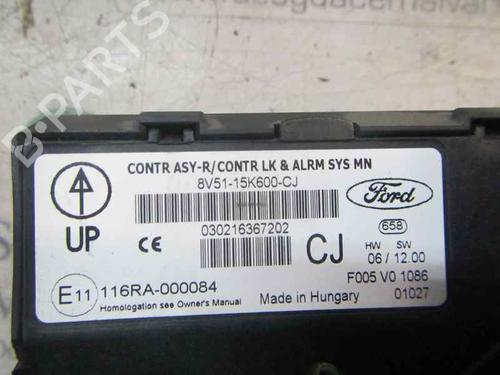 B-PARTS
CONTR ASY-R/CONTR LK & ALRM SYS MN
8V51-15K600-CJ
Ford
UP
CE
030216367202
CJ
658
HW SW
06 / 12.00
E11 116RA-000084
F005 V0 1086
Homologation see Owner's Manual
Made in Hungary
01027